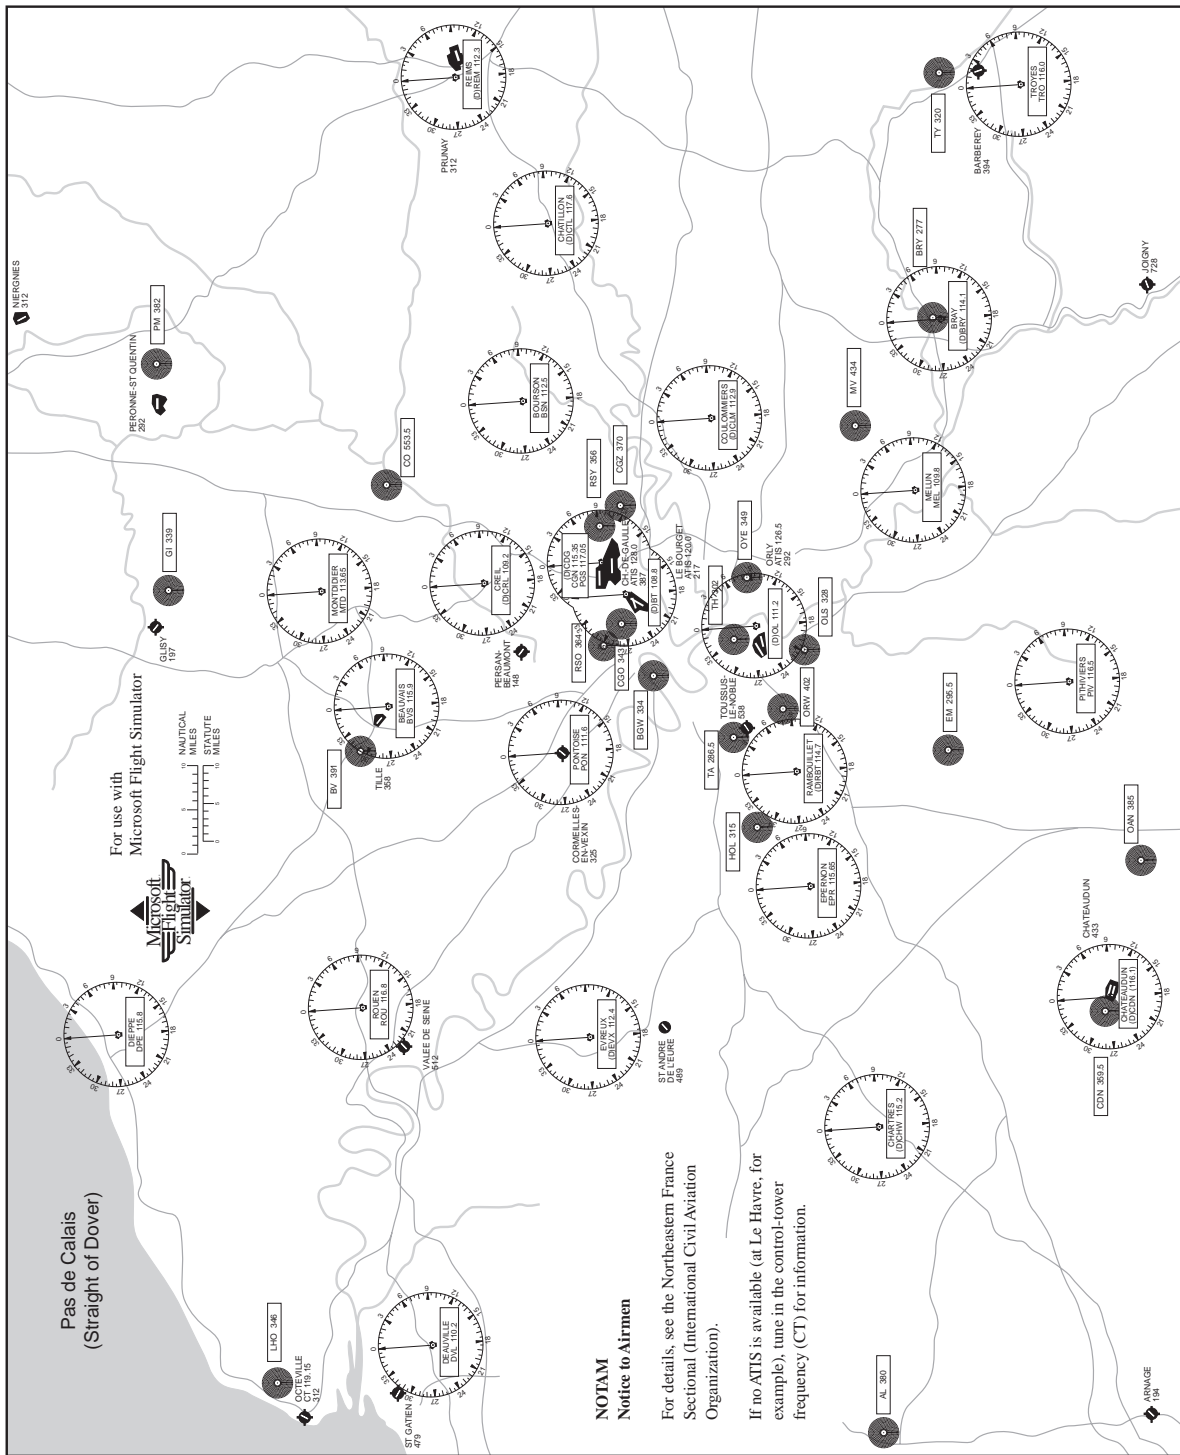 Pas de Calais
(Straight of Dover)
Microsoft
Flight
Simulator
For use with
Microsoft Flight Simulator
NAUTICAL
MILES
STATUTE
MILES
0
5
10
0
5
10
NIERGNIES
312
PERONNE-ST QUENTIN
292
PM 382
GLISY
197
GI 339
DIEPPE
DPE 115.8
LHO 346
OCTEVILLE
CT 119.15
312
ST GATIEN
479
DEAUVILLE
DVL 110.2
ROUEN
ROU 116.8
VALEE DE SEINE
512
BV 391
TILLE
358
BEAUVAIS
BVS 115.9
MONTDIDIER
MTD 113.65
CO 553.5
PRUNAY
312
REIMS
(D)REM 112.3
CHATILLON
(D)CTL 117.6
BOURSON
BSN 112.5
CREIL
(D)CRL 109.2
PERSAN-
BEAUMONT
148
PONTOISE
PON 111.6
CORMEILLES-
EN-VEXIN
325
EVREUX
(D)EVX 112.4
ST ANDRE
DE L'EURE
489
RSY 356
CGZ 370
(D)CDG
CGN 115.35
PGS 117.05
CH-DE-GAULLE
ATIS 128.0
387
(D)BT 108.8
LE BOURGET
ATIS 120.0
217
RSO 364
CGO 343
BGW 334
COULOMMIERS
(D)CLM 112.9
OYE 349
ORLY
ATIS 126.5
292
(D)OL 111.2
OLS 328
ORW 402
TOUSSUS-
LE-NOBLE
538
TA 286.5
HOL 315
RAMBOUILLET
(D)RBT 114.7
EPERNON
EPR 115.65
MELUN
MEL 109.8
MV 434
BRY 277
BRAY
(D)BRY 114.1
TY 320
BARBEREY
394
TROYES
TRO 116.0
JOIGNY
728
PITHIVIERS
PIV 116.5
EM 295.5
OAN 385
CHATEAUDUN
433
CHATEAUDUN
(D)CDN (116.1)
CDN 359.5
CHARTRES
(D)CHW 115.2
AL 380
ARNAGE
194
NOTAM
Notice to Airmen
For details, see the Northeastern France
Sectional (International Civil Aviation
Organization).
If no ATIS is available (at Le Havre, for
example), tune in the control-tower
frequency (CT) for information.